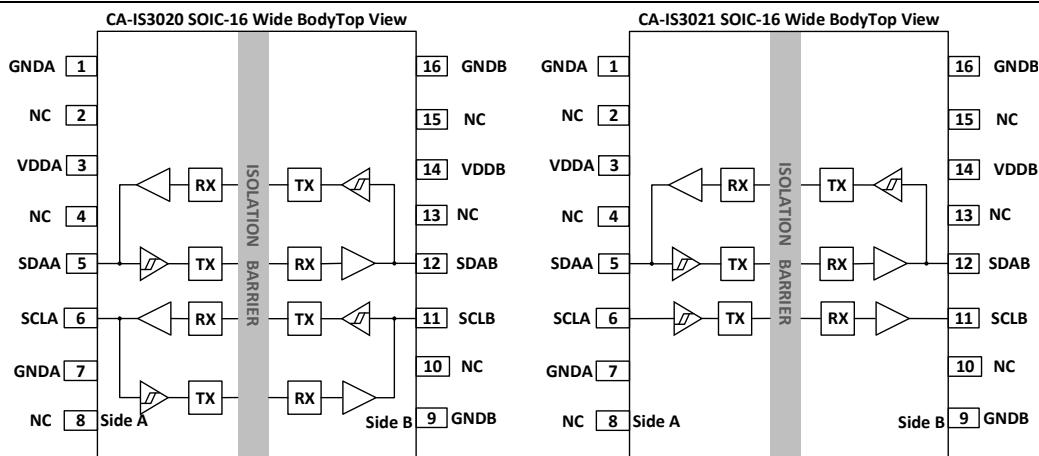 CA-IS3020 SOIC-16 Wide BodyTop View
GNDA 1
16 GNDB
NC 2
15 NC
VDDA 3
14 VDDB
RX
TX
NC 4
13 NC
SDAA 5
TX
RX
12 SDAB
SCLA 6
RX
TX
11 SCLB
GNDA 7
10 NC
TX
RX
NC 8
Side A
Side B
9 GNDB
ISOLATION BARRIER
CA-IS3021 SOIC-16 Wide BodyTop View
GNDA 1
16 GNDB
NC 2
15 NC
VDDA 3
14 VDDB
RX
TX
NC 4
13 NC
SDAA 5
TX
RX
12 SDAB
SCLA 6
TX
RX
11 SCLB
GNDA 7
10 NC
NC 8
Side A
Side B
9 GNDB
ISOLATION BARRIER